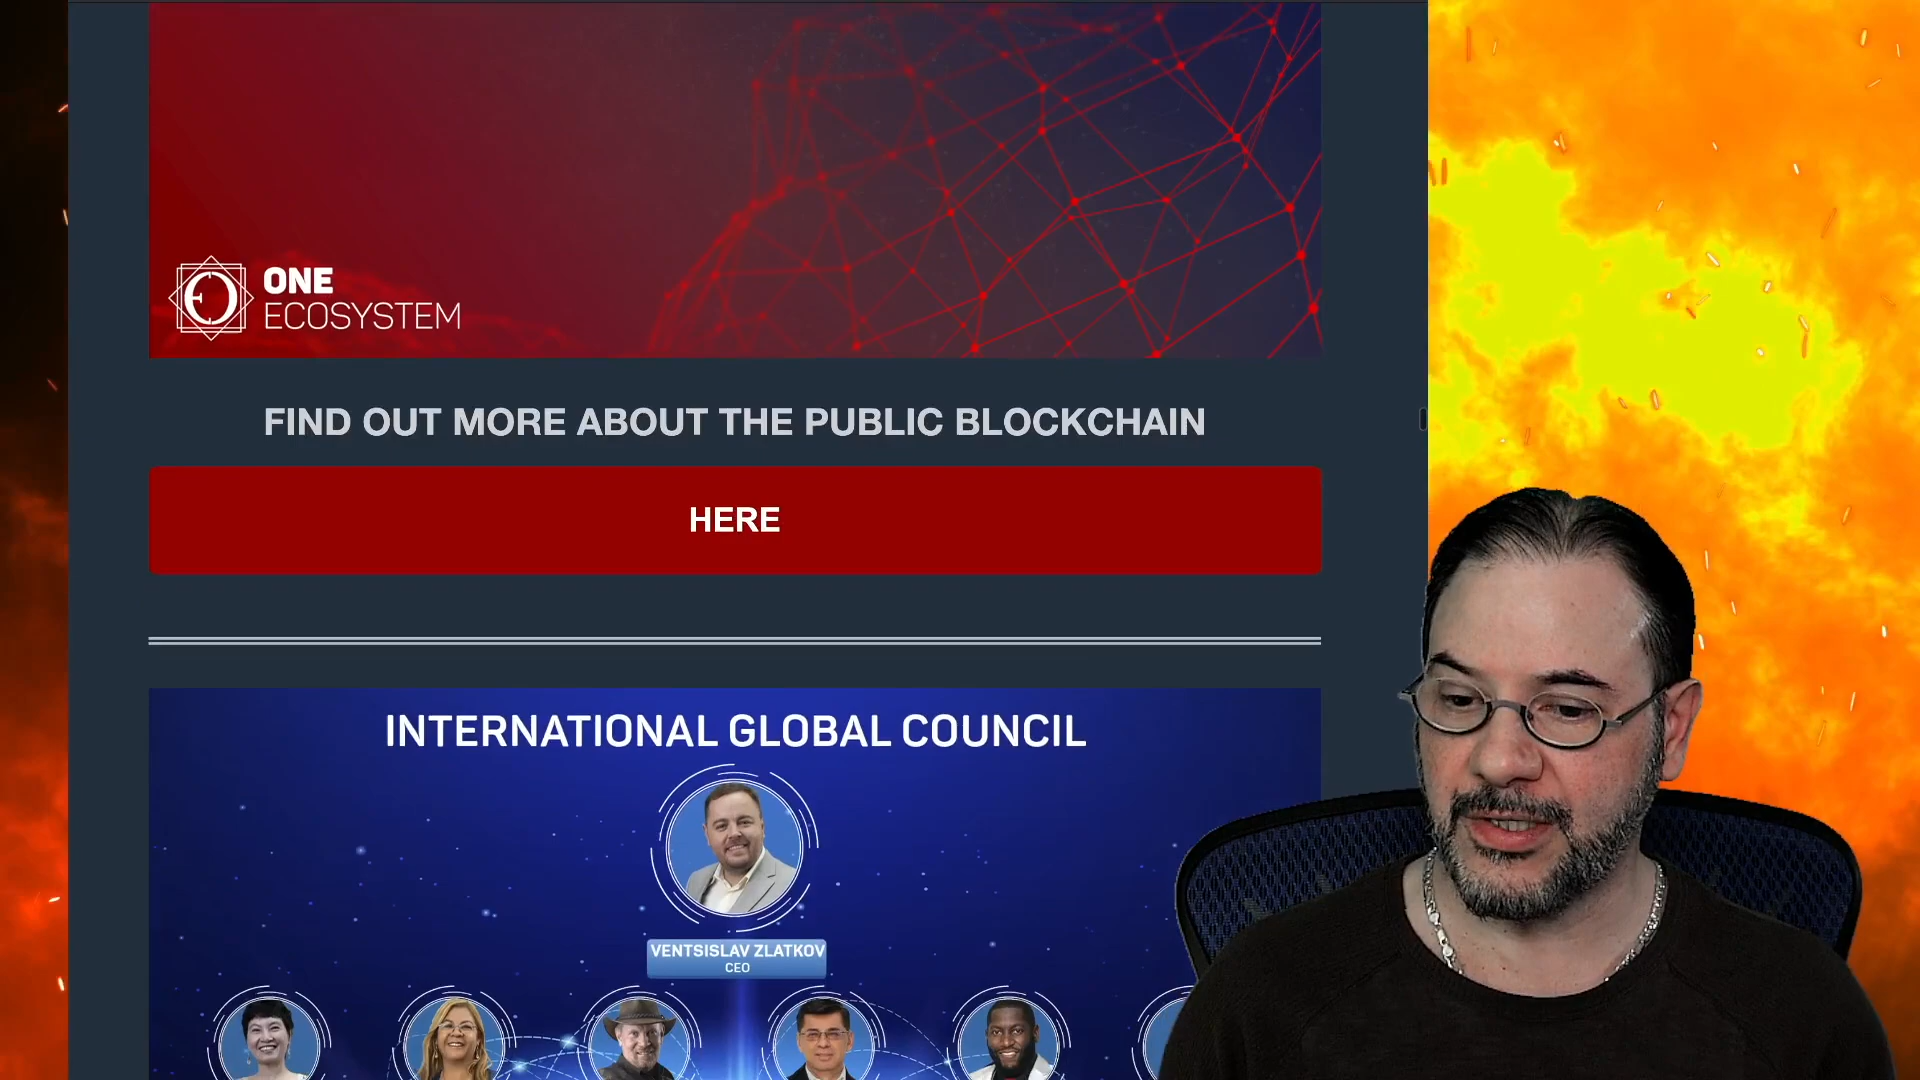 ONE
ECOSYSTEM
FIND OUT MORE ABOUT THE PUBLIC BLOCKCHAIN
HERE
INTERNATIONAL GLOBAL COUNCIL
VENTSISLAV ZLATKOV
CEO